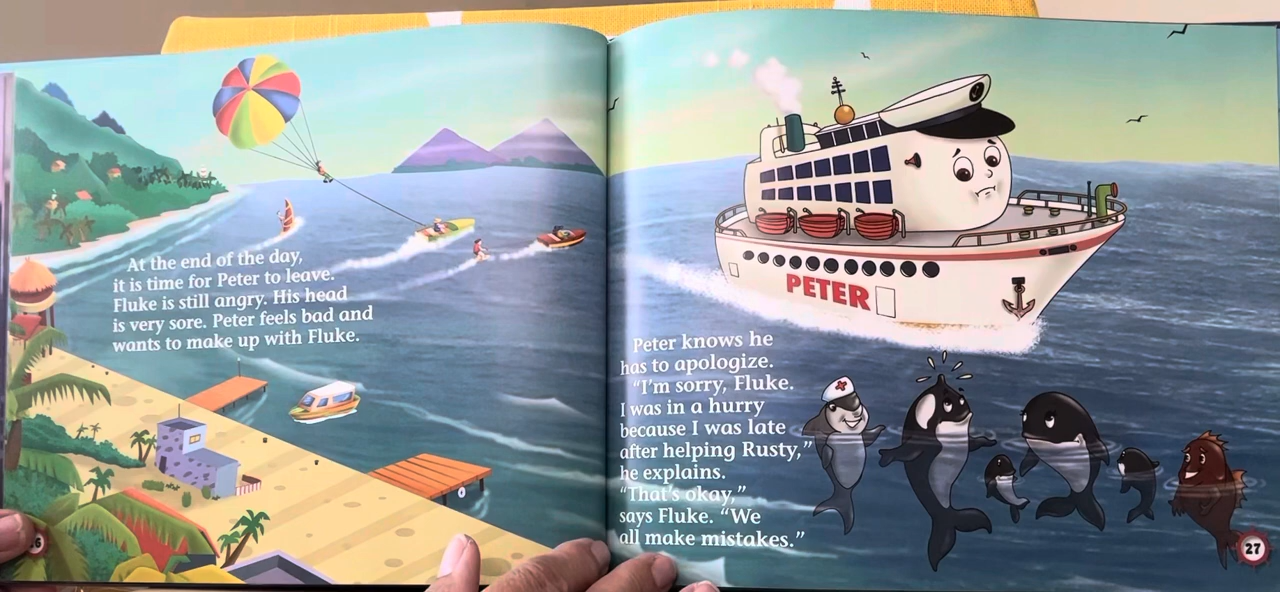 At the end of the day,
it is time for Peter to leave.
Fluke is still angry. His head
is very sore. Peter feels bad and
wants to make up with Fluke.
PETER
Peter knows he
has to apologize.
“I’m sorry, Fluke.
I was in a hurry
because I was late
after helping Rusty,”
he explains.
“That’s okay,”
says Fluke. “We
all make mistakes.”
27